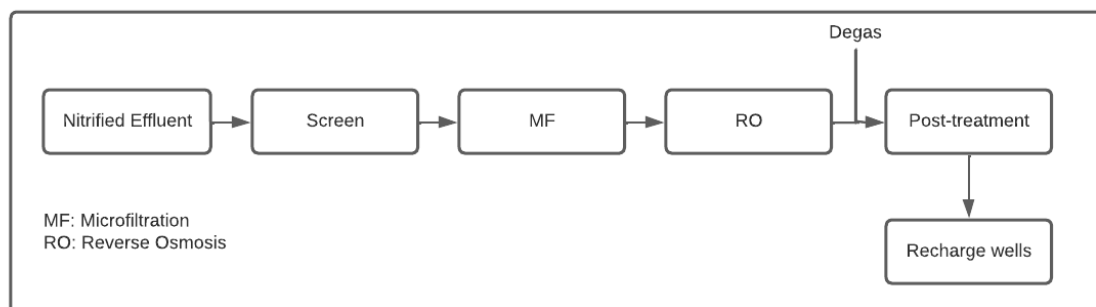 Degas
Nitrified Effluent
Screen
MF
RO
Post-treatment
MF: Microfiltration
RO: Reverse Osmosis
Recharge wells